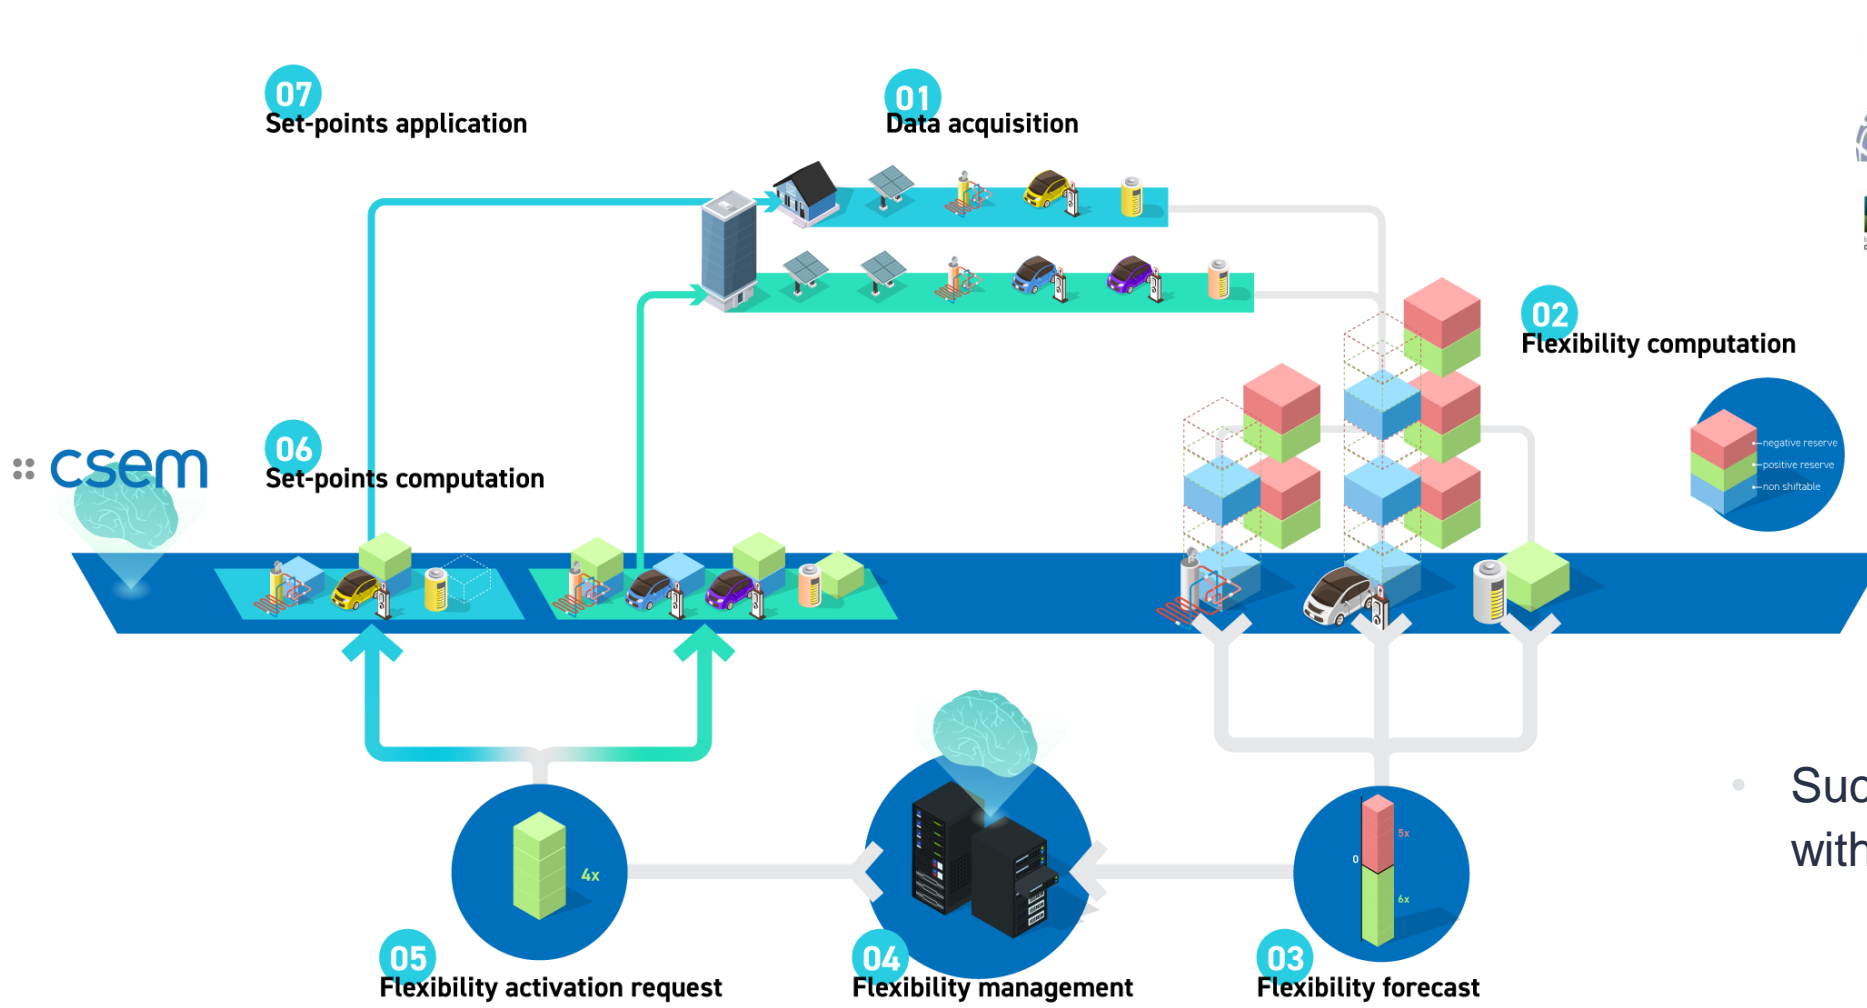 07
Set-points application
01
Data acquisition
02
Flexibility computation
negative reserve
positive reserve
non shiftable
csem
06
Set-points computation
5x
0
6x
4x
05
Flexibility activation request
04
Flexibility management
03
Flexibility forecast
Suc
with